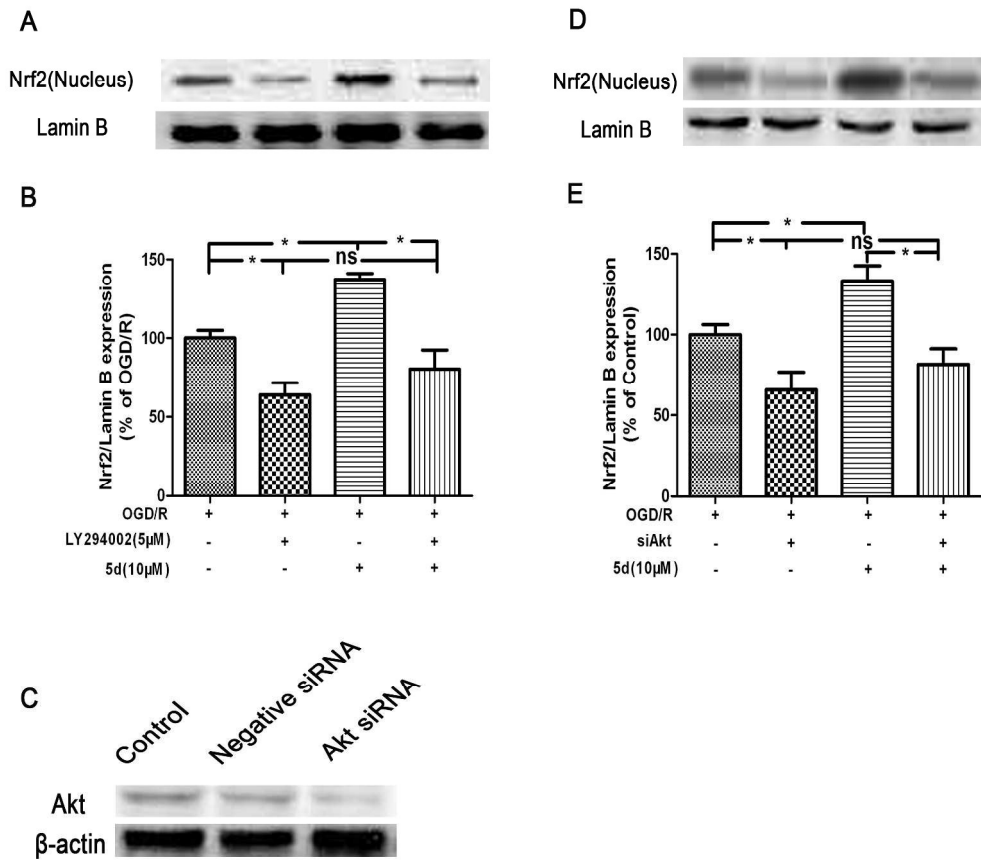 A
Nrf2(Nucleus)
Lamin B
B
* *
* ns
Nrf2/Lamin B expression
(% of OGD/R)
150
100
50
0
OGD/R + + + +
LY294002(5μM) - + - +
5d(10μM) - - + +
C
Control
Negative siRNA
Akt siRNA
Akt
β-actin
D
Nrf2(Nucleus)
Lamin B
E
*
* ns
*
Nrf2/Lamin B expression
(% of Control)
150
100
50
0
OGD/R + + + +
siAkt - + - +
5d(10μM) - - + +